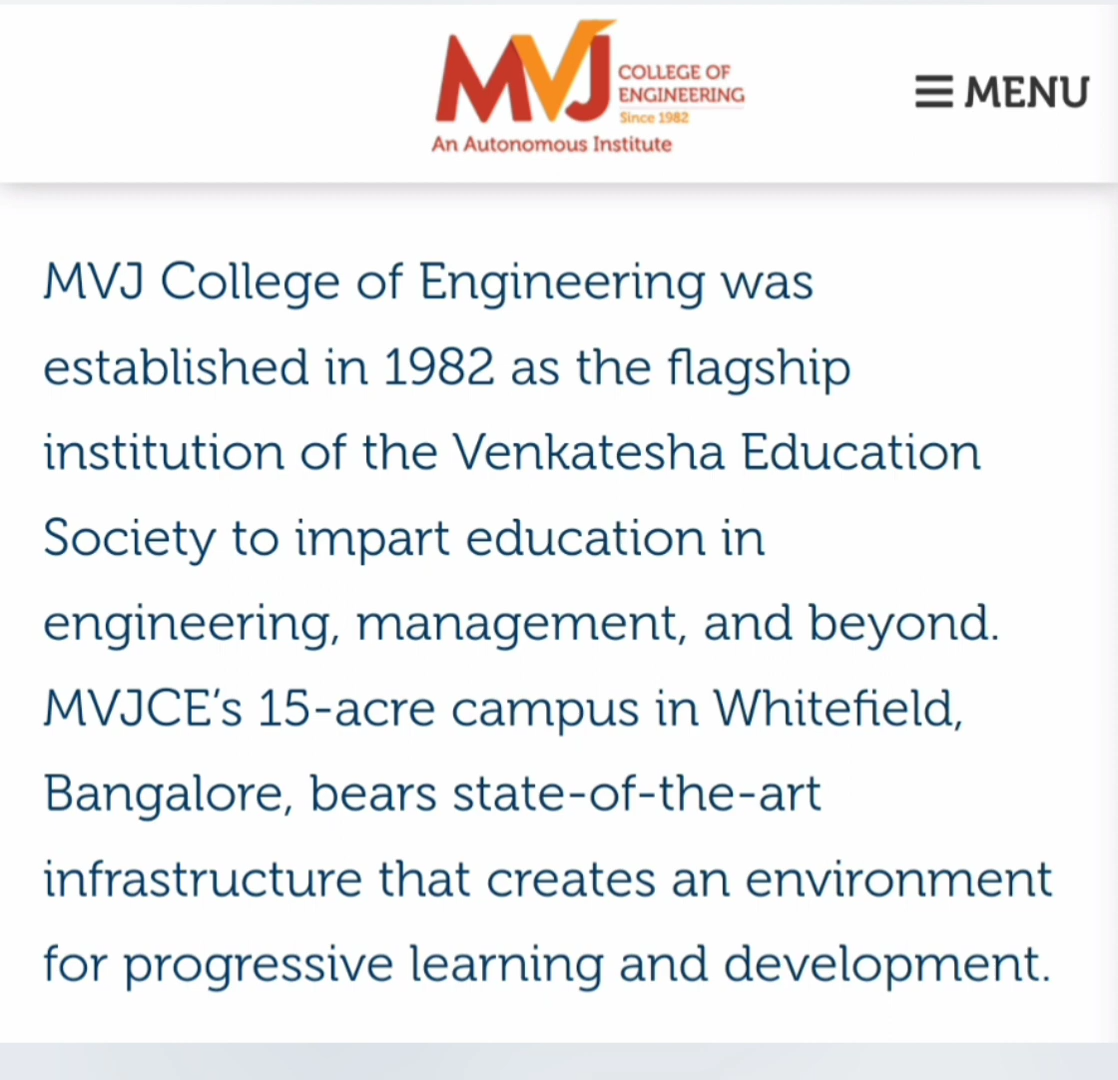 MVJ
COLLEGE OF
ENGINEERING
Since 1982
An Autonomous Institute
MENU
MVJ College of Engineering was
established in 1982 as the flagship
institution of the Venkatesha Education
Society to impart education in
engineering, management, and beyond.
MVJCE’s 15-acre campus in Whitefield,
Bangalore, bears state-of-the-art
infrastructure that creates an environment
for progressive learning and development.